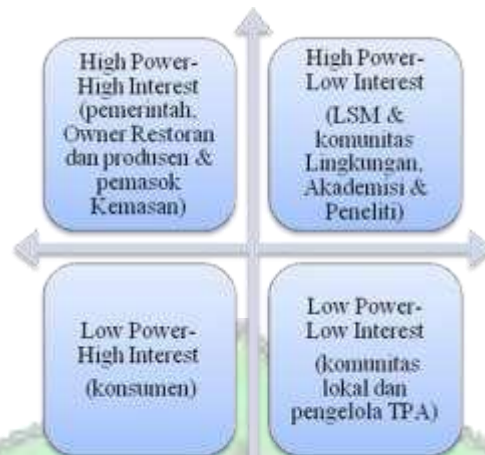 High Power-
High Interest
(pemerintah,
Owner Restoran
dan produsen &
pemasok
Kemasan)
High Power-
Low Interest
(LSM &
komunitas
Lingkungan,
Akademisi &
Peneliti)
Low Power-
High Interest
(konsumen)
Low Power-
Low Interest
(komunitas
lokal dan
pengelola TPA)